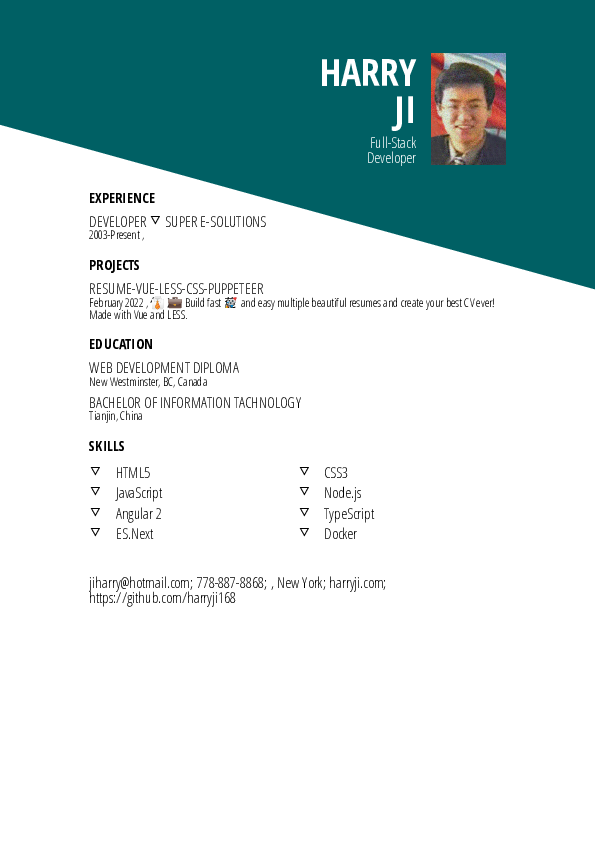 HARRY
JI
Full-Stack
Developer
EXPERIENCE
DEVELOPER ▽ SUPER E-SOLUTIONS
2003-Present ,
PROJECTS
RESUME-VUE-LESS-CSS-PUPPETEER
February 2022 , 👔 💼 Build fast 🚀 and easy multiple beautiful resumes and create your best CV ever!
Made with Vue and LESS.
EDUCATION
WEB DEVELOPMENT DIPLOMA
New Westminster, BC, Canada
BACHELOR OF INFORMATION TACHNOLOGY
Tianjin, China
SKILLS
▽ HTML5 ▽ CSS3
▽ JavaScript ▽ Node.js
▽ Angular 2 ▽ TypeScript
▽ ES.Next ▽ Docker
jiharry@hotmail.com; 778-887-8868; , New York; harryji.com;
https://github.com/harryji168